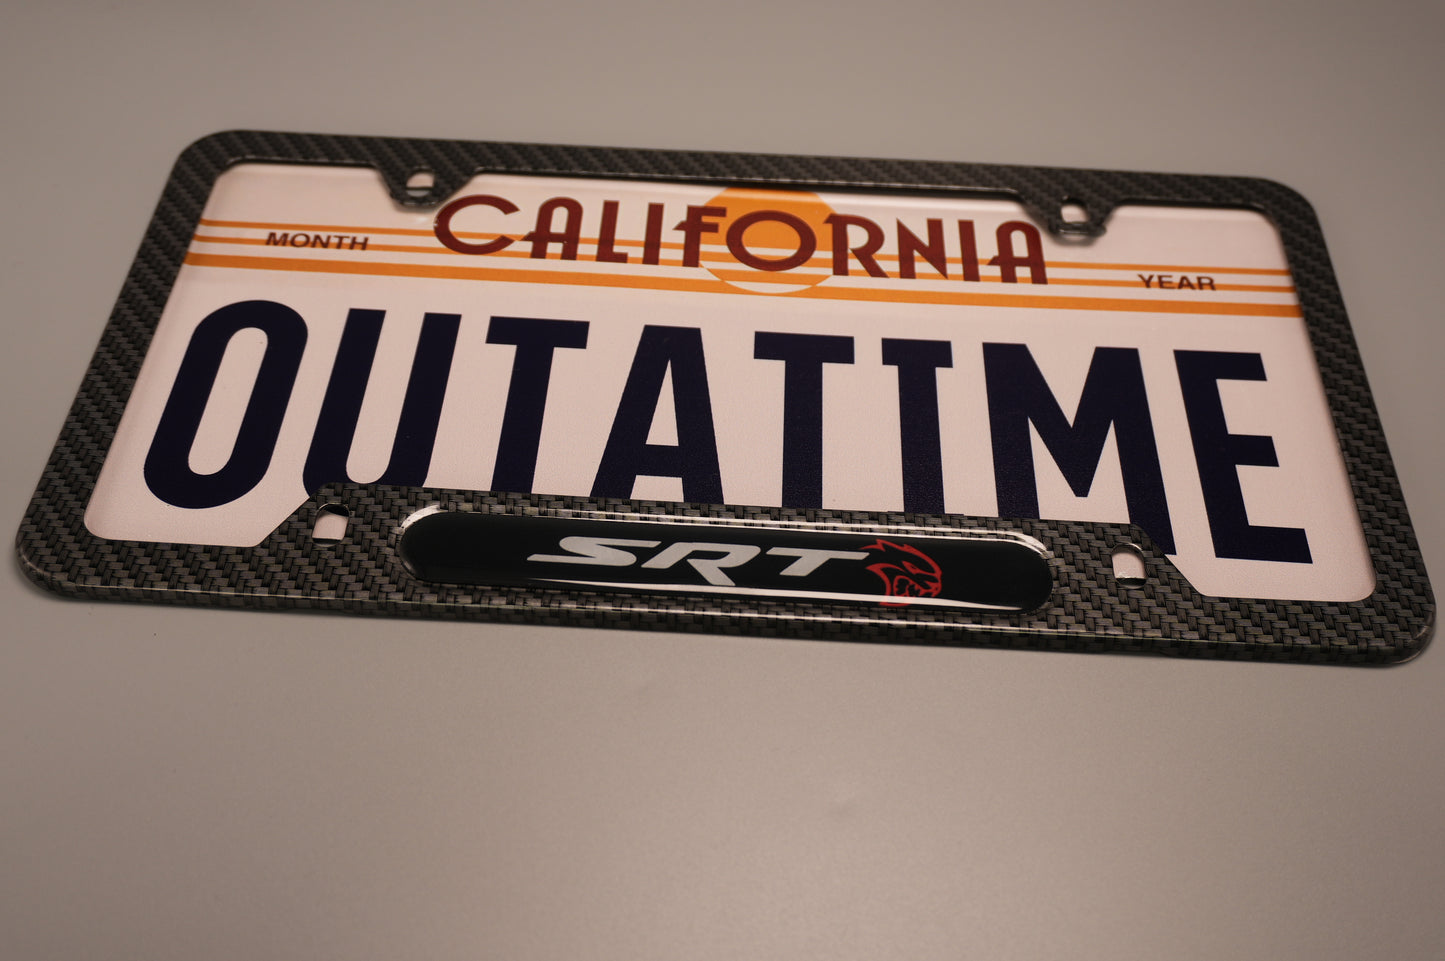 CALIFORNIA
MONTH YEAR
OUTATIME
SRT